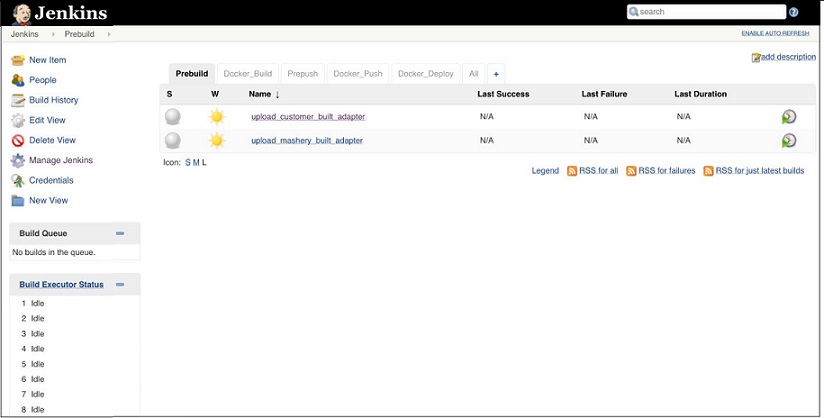 Jenkins
search
Jenkins Prebuild
ENABLE AUTO REFRESH
New Item
People
Build History
Edit View
Delete View
Manage Jenkins
Credentials
New View
Build Queue
No builds in the queue.
Build Executor Status
1 Idle
2 Idle
3 Idle
4 Idle
5 Idle
6 Idle
7 Idle
8 Idle
add description
Prebuild Docker_Build Prepush Docker_Push Docker_Deploy All +
S W Name ↓ Last Success Last Failure Last Duration
upload_customer_built_adapter N/A N/A N/A
upload_mashery_built_adapter N/A N/A N/A
Icon: S M L
Legend RSS for all RSS for failures RSS for just latest builds